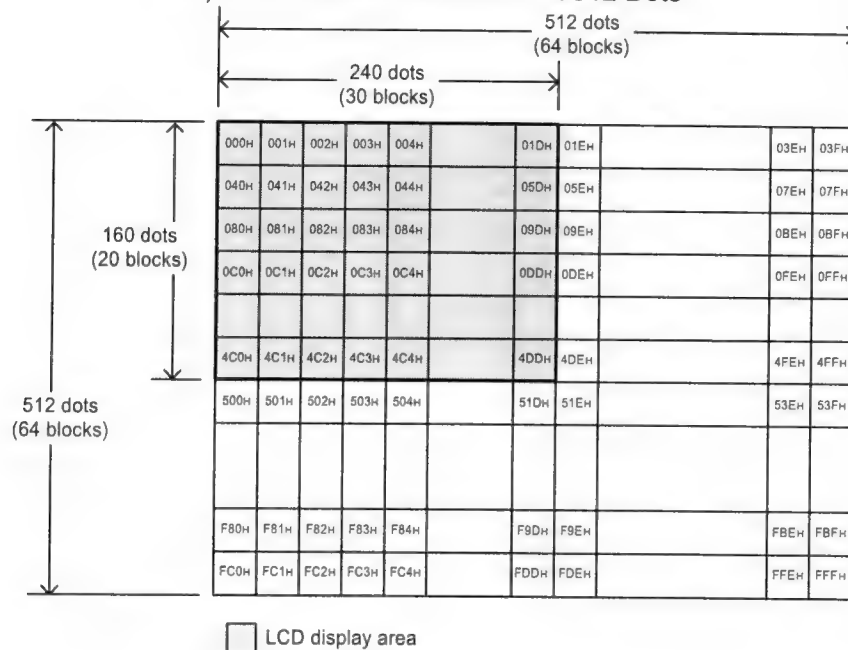 512 dots
(64 blocks)
240 dots
(30 blocks)
000H 001H 002H 003H 004H 01DH 01EH 03EH 03FH
040H 041H 042H 043H 044H 05DH 05EH 07EH 07FH
160 dots
(20 blocks)
080H 081H 082H 083H 084H 09DH 09EH 0BEH 0BFH
0C0H 0C1H 0C2H 0C3H 0C4H 0DDH 0DEH 0FEH 0FFH
4C0H 4C1H 4C2H 4C3H 4C4H 4DDH 4DEH 4FEH 4FFH
512 dots
(64 blocks)
500H 501H 502H 503H 504H 51DH 51EH 53EH 53FH
F80H F81H F82H F83H F84H F9DH F9EH FBEH FBFH
FC0H FC1H FC2H FC3H FC4H FDDH FDEH FFEH FFFH
LCD display area